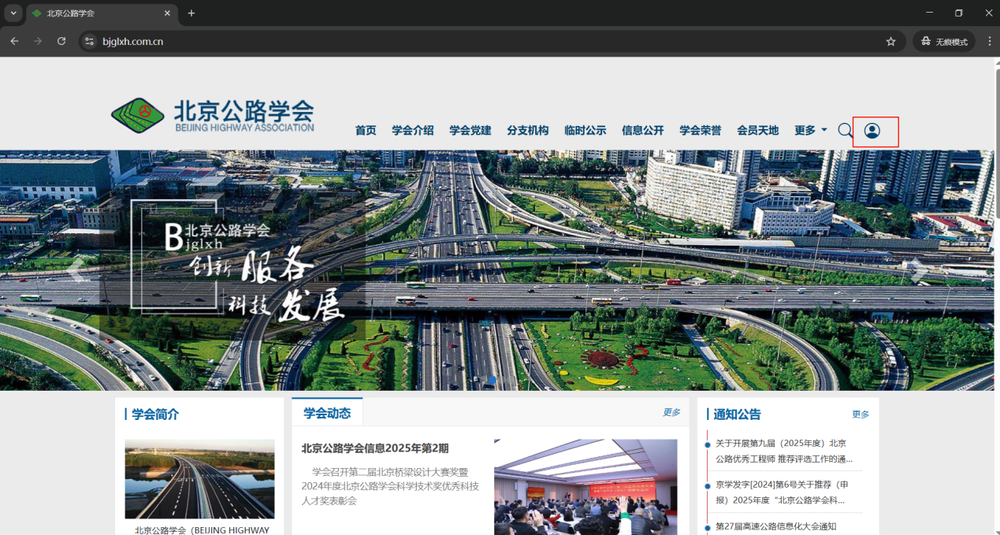 北京公路学会
bjglxh.com.cn
无痕模式
北京公路学会
BEIJING HIGHWAY ASSOCIATION
首页 学会介绍 学会党建 分支机构 临时公示 信息公开 学会荣誉 会员天地 更多
B北京公路学会
jglxh
创新 服务
科技 发展
学会简介
北京公路学会（BEIJING HIGHWAY
学会动态
更多
北京公路学会信息2025年第2期
学会召开第二届北京桥梁设计大赛奖暨
2024年度北京公路学会科学技术奖优秀科技
人才奖表彰会
通知公告
更多
关于开展第九届（2025年度）北京
公路优秀工程师 推荐评选工作的通...
京学发字[2024]第6号关于推荐（申
报）2025年度“北京公路学会科...
第27届高速公路信息化大会通知